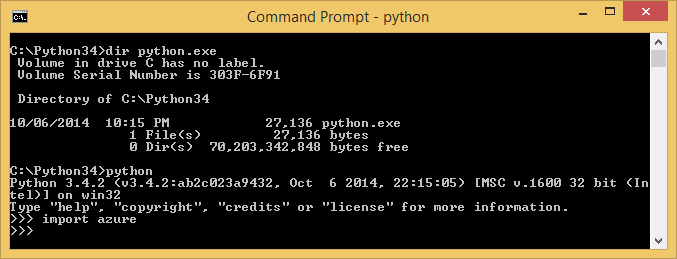 Command Prompt - python
C:\Python34>dir python.exe
 Volume in drive C has no label.
 Volume Serial Number is 303F-6F91
 Directory of C:\Python34
10/06/2014  10:15 PM            27,136 python.exe
               1 File(s)         27,136 bytes
               0 Dir(s)  70,203,342,848 bytes free
C:\Python34>python
Python 3.4.2 (v3.4.2:ab2c023a9432, Oct  6 2014, 22:15:05) [MSC v.1600 32 bit (In
tel)] on win32
Type "help", "copyright", "credits" or "license" for more information.
>>> import azure
>>>